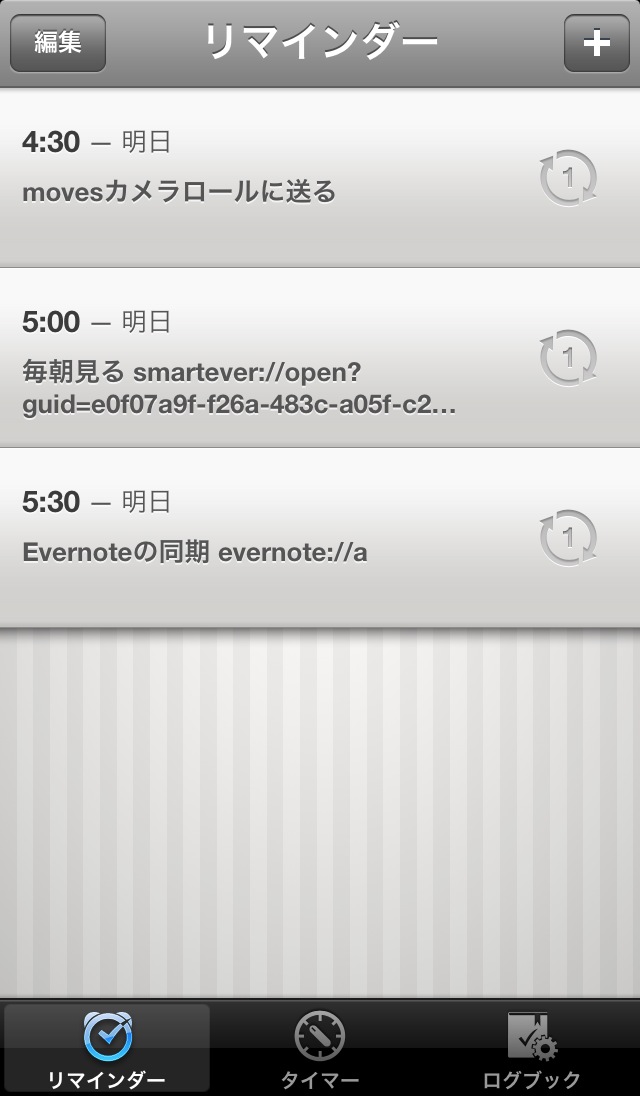 編集
リマインダー
+
4:30 — 明日
movesカメラロールに送る
1
5:00 — 明日
毎朝見る smartever://open?
guid=e0f07a9f-f26a-483c-a05f-c2…
1
5:30 — 明日
Evernoteの同期 evernote://a
1
リマインダー
タイマー
ログブック